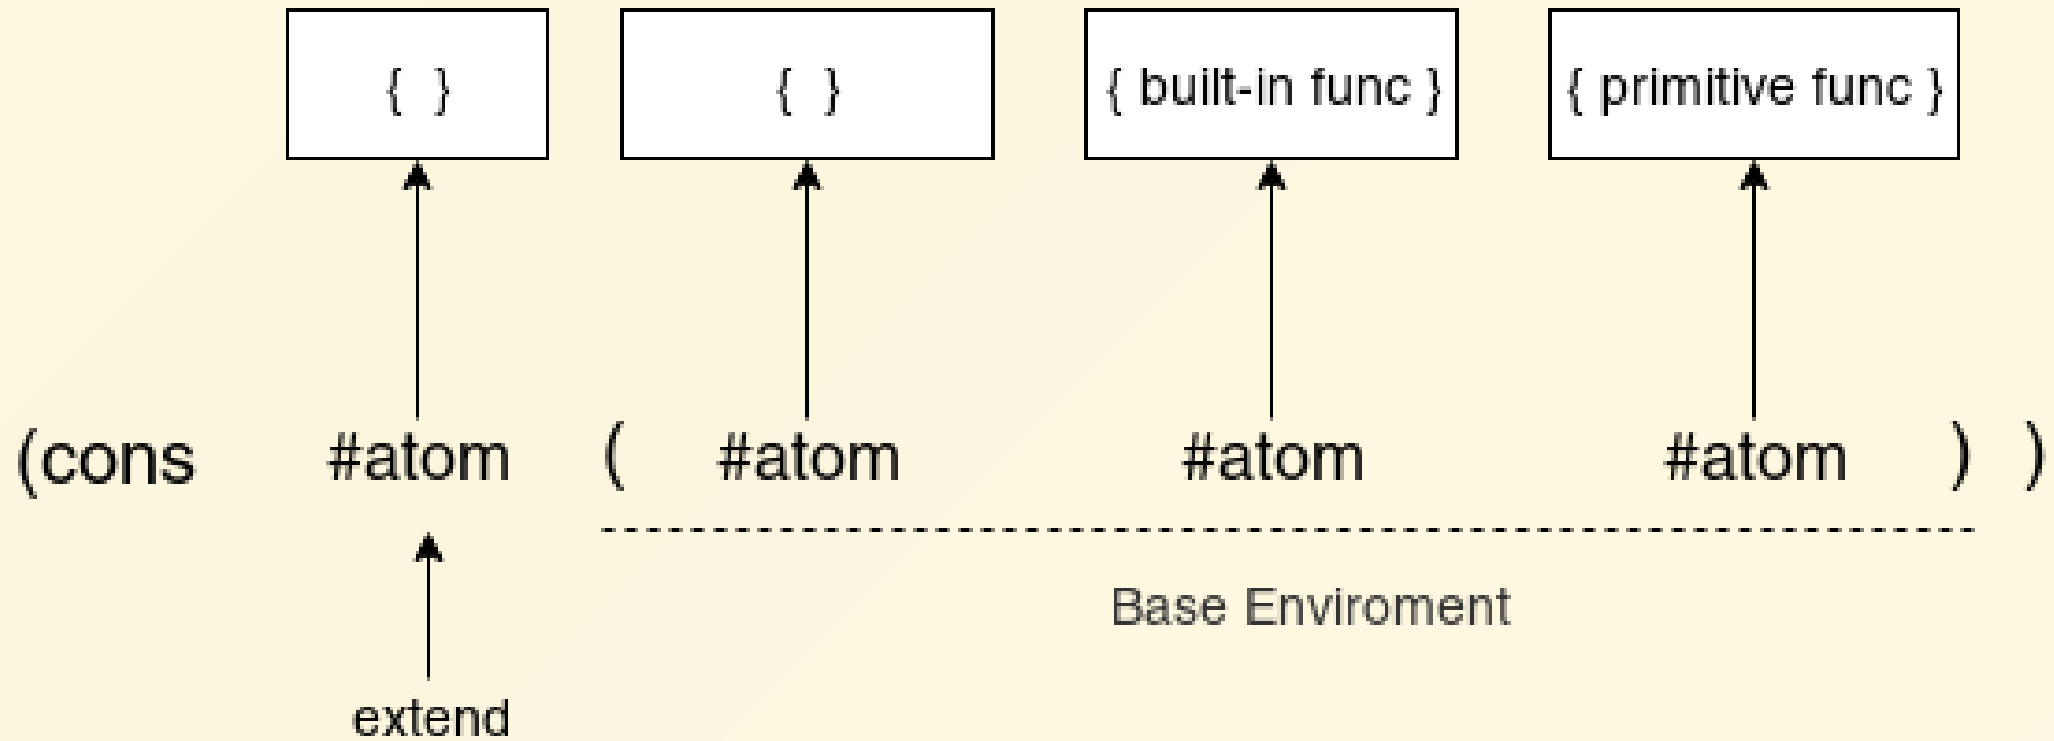 { } { } { built-in func } { primitive func }
(cons #atom ( #atom #atom #atom ) )
Base Enviroment
extend